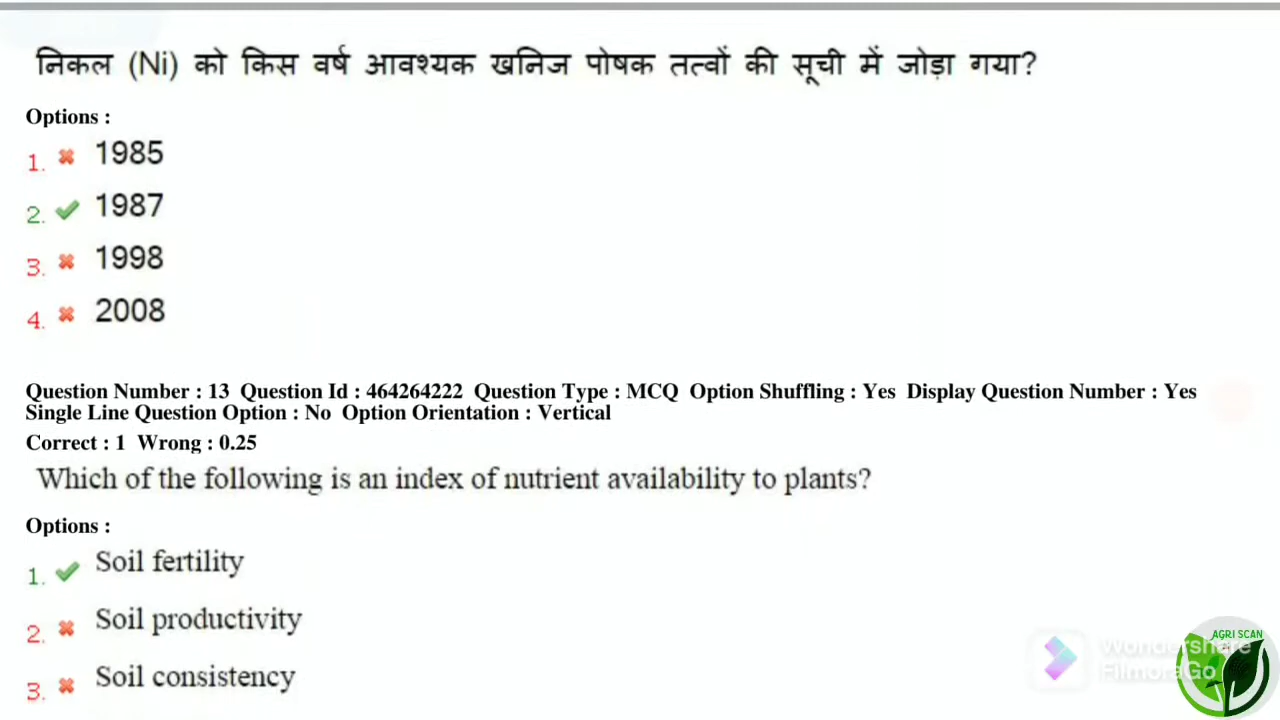 निकल (Ni) को किस वर्ष आवश्यक खनिज पोषक तत्वों की सूची में जोड़ा गया?
Options :
1. 1985
2. 1987
3. 1998
4. 2008
Question Number : 13 Question Id : 464264222 Question Type : MCQ Option Shuffling : Yes Display Question Number : Yes
Single Line Question Option : No Option Orientation : Vertical
Correct : 1 Wrong : 0.25
Which of the following is an index of nutrient availability to plants?
Options :
1. Soil fertility
2. Soil productivity
3. Soil consistency
AGRI SCAN
Wondershare
FilmoraGo